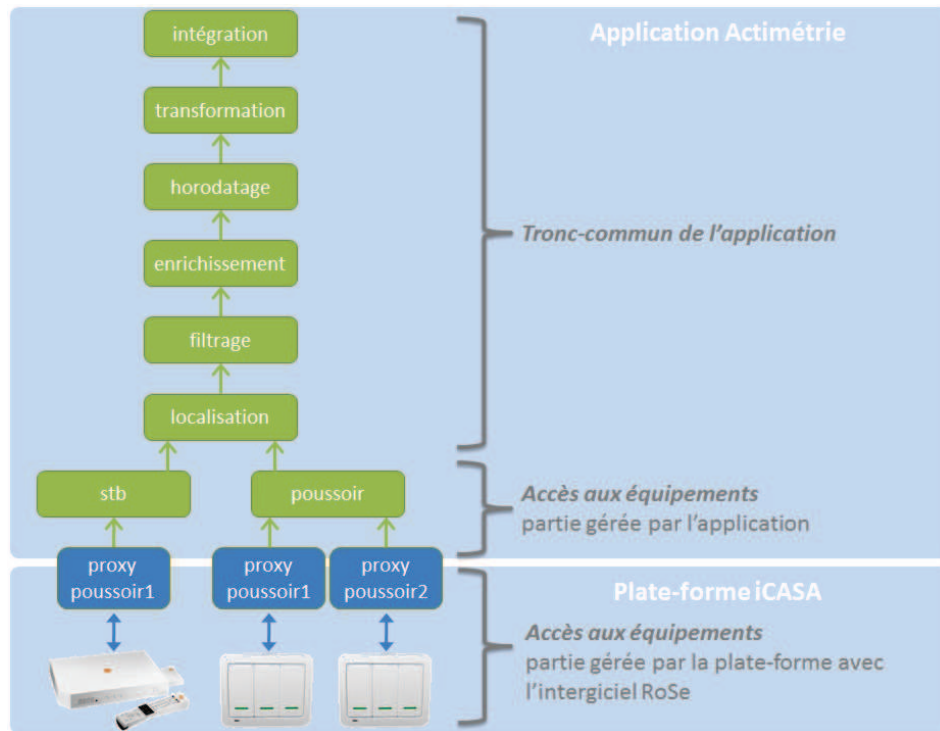 intégration
Application Actimétrie
transformation
horodatage
Tronc-commun de l'application
enrichissement
filtrage
localisation
stb
poussoir
Accès aux équipements
partie gérée par l'application
proxy
poussoir1
proxy
poussoir1
proxy
poussoir2
Plate-forme iCASA
Accès aux équipements
partie gérée par la plate-forme avec
l'intergiciel RoSe